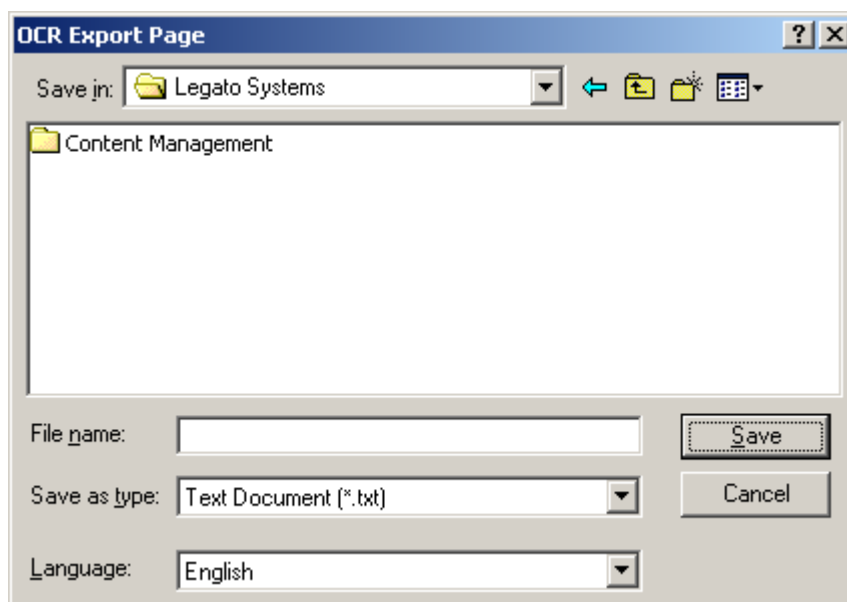 OCR Export Page
Save in: Legato Systems
Content Management
File name: Save
Save as type: Text Document (*.txt) Cancel
Language: English